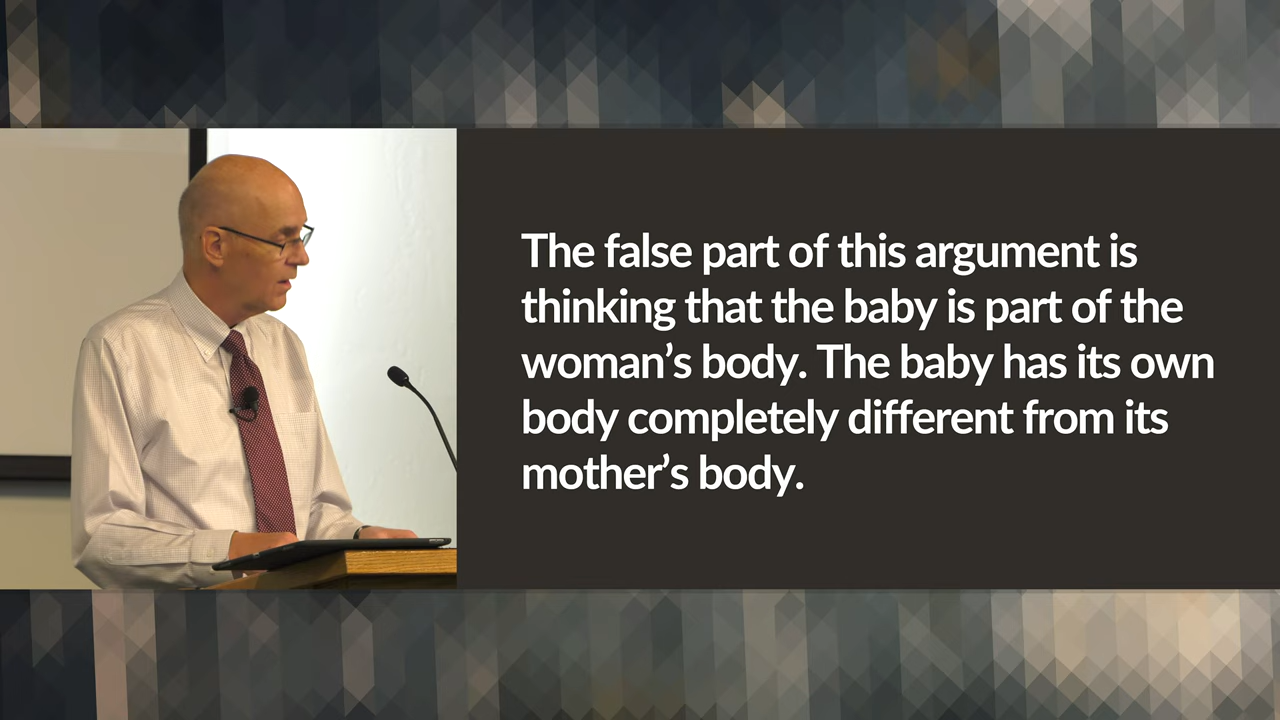 The false part of this argument is
thinking that the baby is part of the
woman’s body. The baby has its own
body completely different from its
mother’s body.